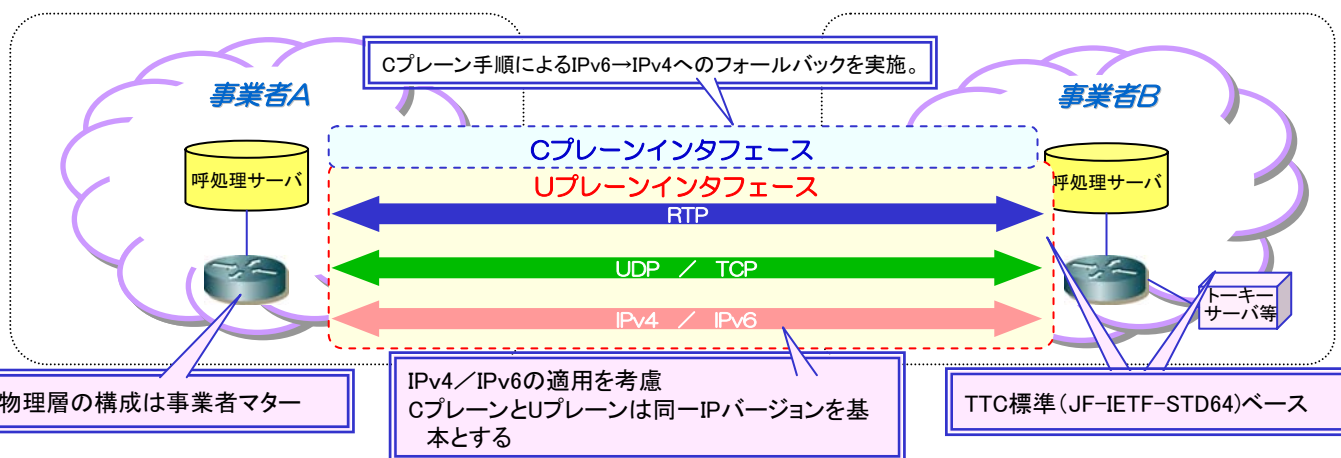 Cプレーン手順によるIPv6→IPv4へのフォールバックを実施。
事業者A
事業者B
Cプレーンインタフェース
呼処理サーバ
呼処理サーバ
Uプレーンインタフェース
RTP
UDP ／ TCP
IPv4 ／ IPv6
トーキー
サーバ等
物理層の構成は事業者マター
IPv4／IPv6の適用を考慮
CプレーンとUプレーンは同一IPバージョンを基
本とする
TTC標準（JF-IETF-STD64）ベース